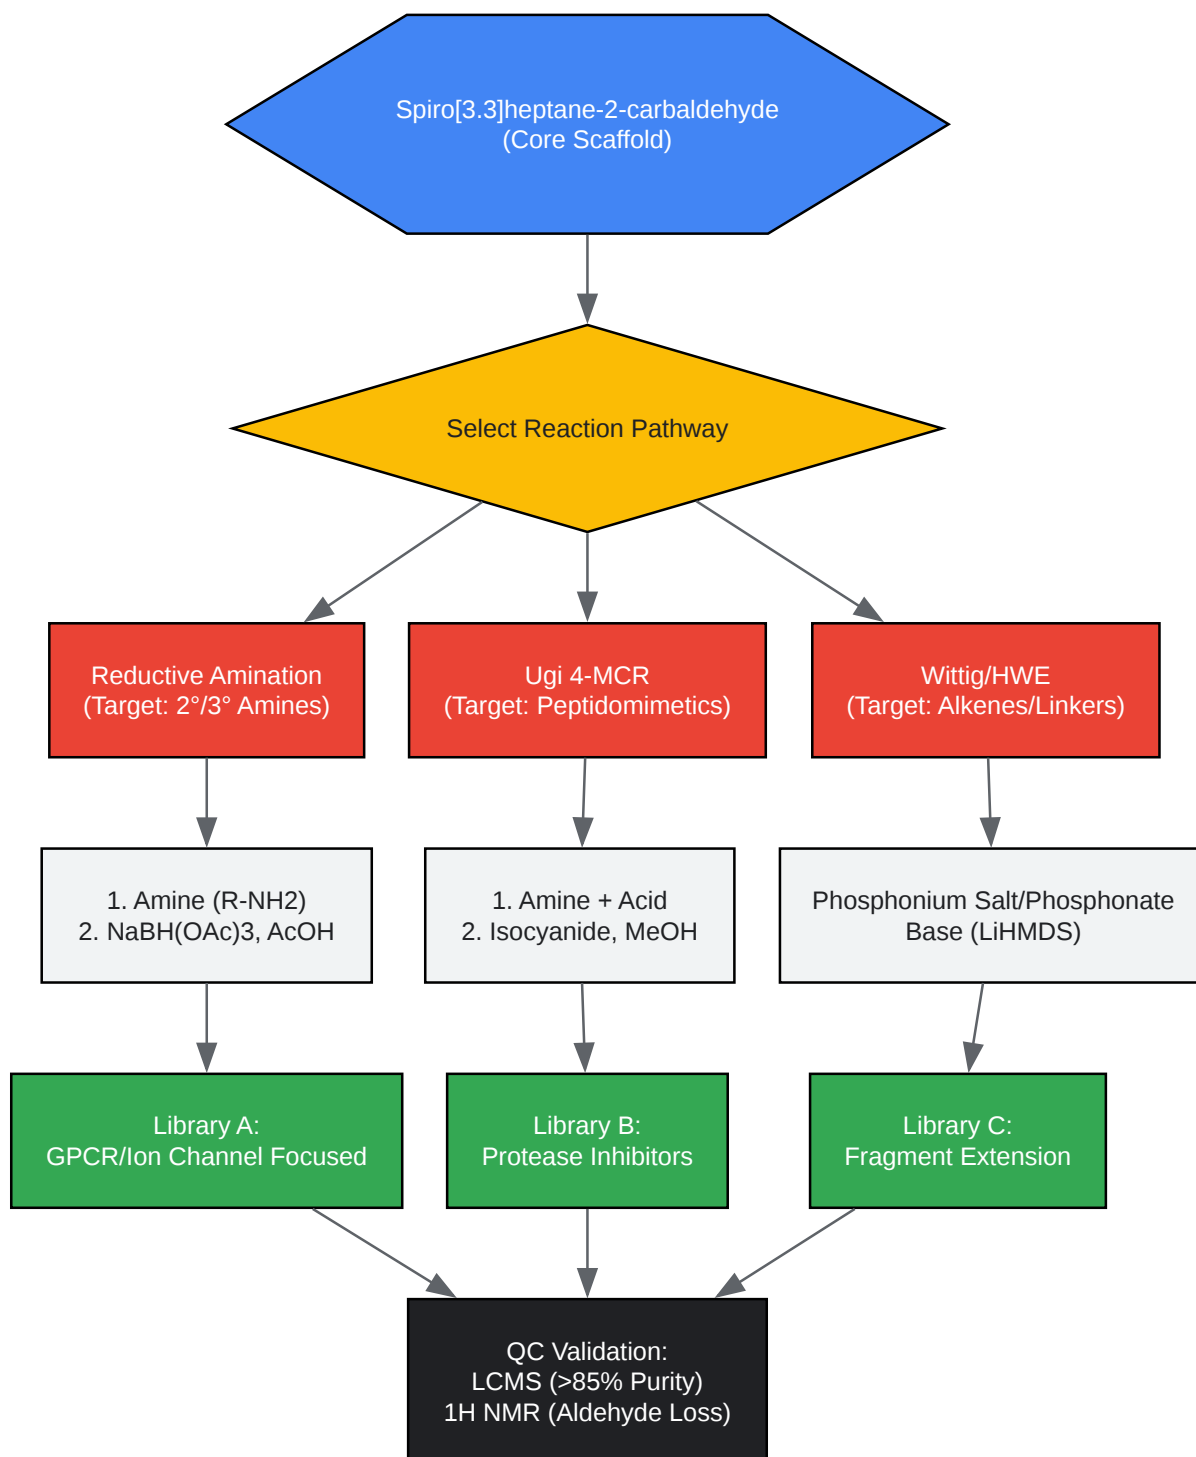 Spiro[3.3]heptane-2-carbaldehyde
(Core Scaffold)
Select Reaction Pathway
Reductive Amination
(Target: 2°/3° Amines)
Ugi 4-MCR
(Target: Peptidomimetics)
Wittig/HWE
(Target: Alkenes/Linkers)
1. Amine (R-NH2)
2. NaBH(OAc)3, AcOH
1. Amine + Acid
2. Isocyanide, MeOH
Phosphonium Salt/Phosphonate
Base (LiHMDS)
Library A:
GPCR/Ion Channel Focused
Library B:
Protease Inhibitors
Library C:
Fragment Extension
QC Validation:
LCMS (>85% Purity)
1H NMR (Aldehyde Loss)